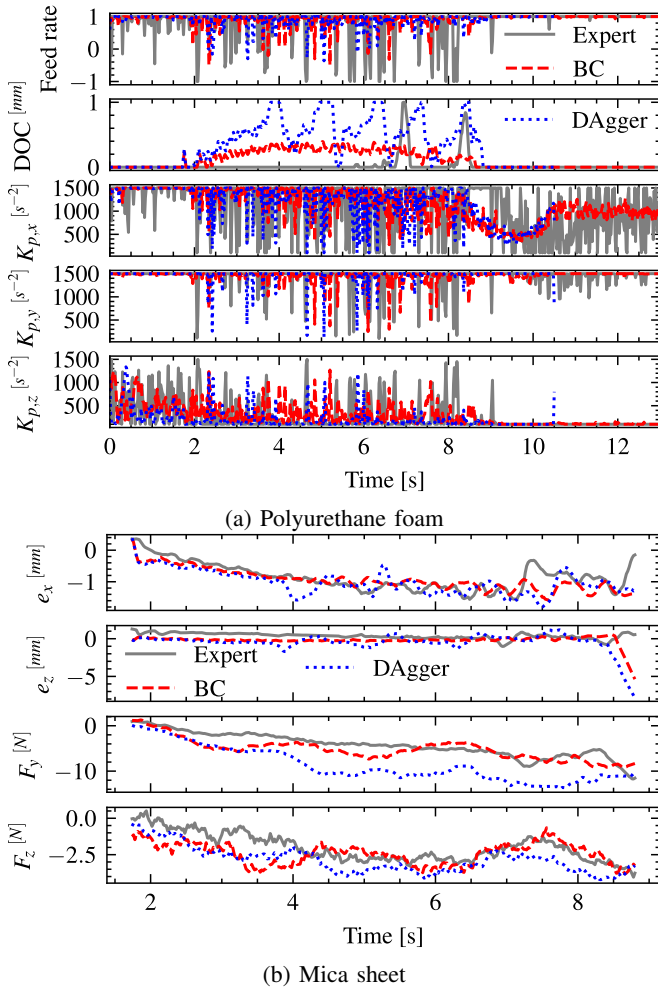 Feed rate
1
0
−1
Expert
BC
DOC [mm]
1
0
DAgger
K_{p,x} [s^{-2}]
1500
1000
500
K_{p,y} [s^{-2}]
1500
1000
500
K_{p,z} [s^{-2}]
1500
1000
500
0 2 4 6 8 10 12
Time [s]
(a) Polyurethane foam
e_x [mm]
0
−1
e_z [mm]
0
−5
Expert DAgger
BC
F_y [N]
0
−10
F_z [N]
0.0
−2.5
2 4 6 8
Time [s]
(b) Mica sheet